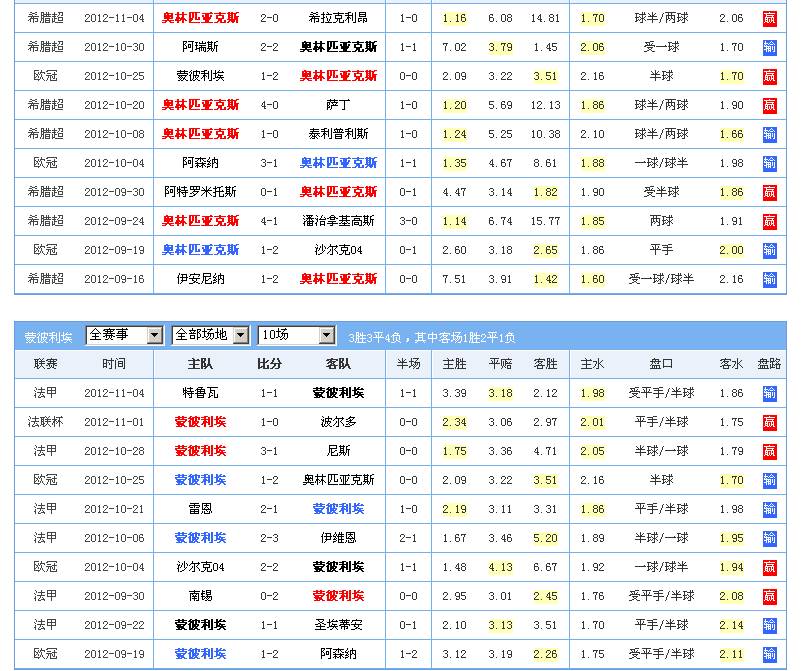 希腊超 2012-11-04 奥林匹亚克斯 2-0 希拉克利昂 1-0 1.16 6.08 14.81 1.70 球半/两球 2.06 赢
希腊超 2012-10-30 阿瑞斯 2-2 奥林匹亚克斯 1-1 7.02 3.79 1.45 2.06 受一球 1.70 输
欧冠 2012-10-25 蒙彼利埃 1-2 奥林匹亚克斯 0-0 2.09 3.22 3.51 2.16 半球 1.70 赢
希腊超 2012-10-20 奥林匹亚克斯 4-0 萨丁 1-0 1.20 5.69 12.13 1.86 球半/两球 1.90 赢
希腊超 2012-10-08 奥林匹亚克斯 1-0 泰利普利斯 1-0 1.24 5.25 10.38 2.10 球半/两球 1.66 输
欧冠 2012-10-04 阿森纳 3-1 奥林匹亚克斯 1-1 1.35 4.67 8.61 1.88 一球/球半 1.98 输
希腊超 2012-09-30 阿特罗米托斯 0-1 奥林匹亚克斯 0-1 4.47 3.14 1.82 1.90 受半球 1.86 赢
希腊超 2012-09-24 奥林匹亚克斯 4-1 潘治拿基高斯 3-0 1.14 6.74 15.77 1.85 两球 1.91 赢
欧冠 2012-09-19 奥林匹亚克斯 1-2 沙尔克04 0-1 2.60 3.18 2.65 1.86 平手 2.00 输
希腊超 2012-09-16 伊安尼纳 1-2 奥林匹亚克斯 0-0 7.51 3.91 1.42 1.60 受一球/球半 2.16 输
蒙彼利埃 全赛事 全部场地 10场 3胜3平4负，其中客场1胜2平1负
联赛 时间 主队 比分 客队 半场 主胜 平赔 客胜 主水 盘口 客水 盘路
法甲 2012-11-04 特鲁瓦 1-1 蒙彼利埃 1-1 3.39 3.18 2.12 1.98 受平手/半球 1.86 输
法联杯 2012-11-01 蒙彼利埃 1-0 波尔多 0-0 2.34 3.06 2.97 2.01 平手/半球 1.75 赢
法甲 2012-10-28 蒙彼利埃 3-1 尼斯 0-0 1.75 3.36 4.71 2.05 半球/一球 1.79 赢
欧冠 2012-10-25 蒙彼利埃 1-2 奥林匹亚克斯 0-0 2.09 3.22 3.51 2.16 半球 1.70 输
法甲 2012-10-21 雷恩 2-1 蒙彼利埃 1-0 2.19 3.11 3.31 1.86 平手/半球 1.98 输
法甲 2012-10-06 蒙彼利埃 2-3 伊维恩 2-1 1.67 3.46 5.20 1.89 半球/一球 1.95 输
欧冠 2012-10-04 沙尔克04 2-2 蒙彼利埃 1-1 1.48 4.13 6.67 1.92 一球/球半 1.94 赢
法甲 2012-09-30 南锡 0-2 蒙彼利埃 0-0 2.95 3.01 2.45 1.76 受平手/半球 2.08 赢
法甲 2012-09-22 蒙彼利埃 1-1 圣埃蒂安 0-1 2.10 3.13 3.51 1.70 平手/半球 2.14 输
欧冠 2012-09-19 蒙彼利埃 1-2 阿森纳 1-2 3.12 3.19 2.26 1.75 受平手/半球 2.11 输